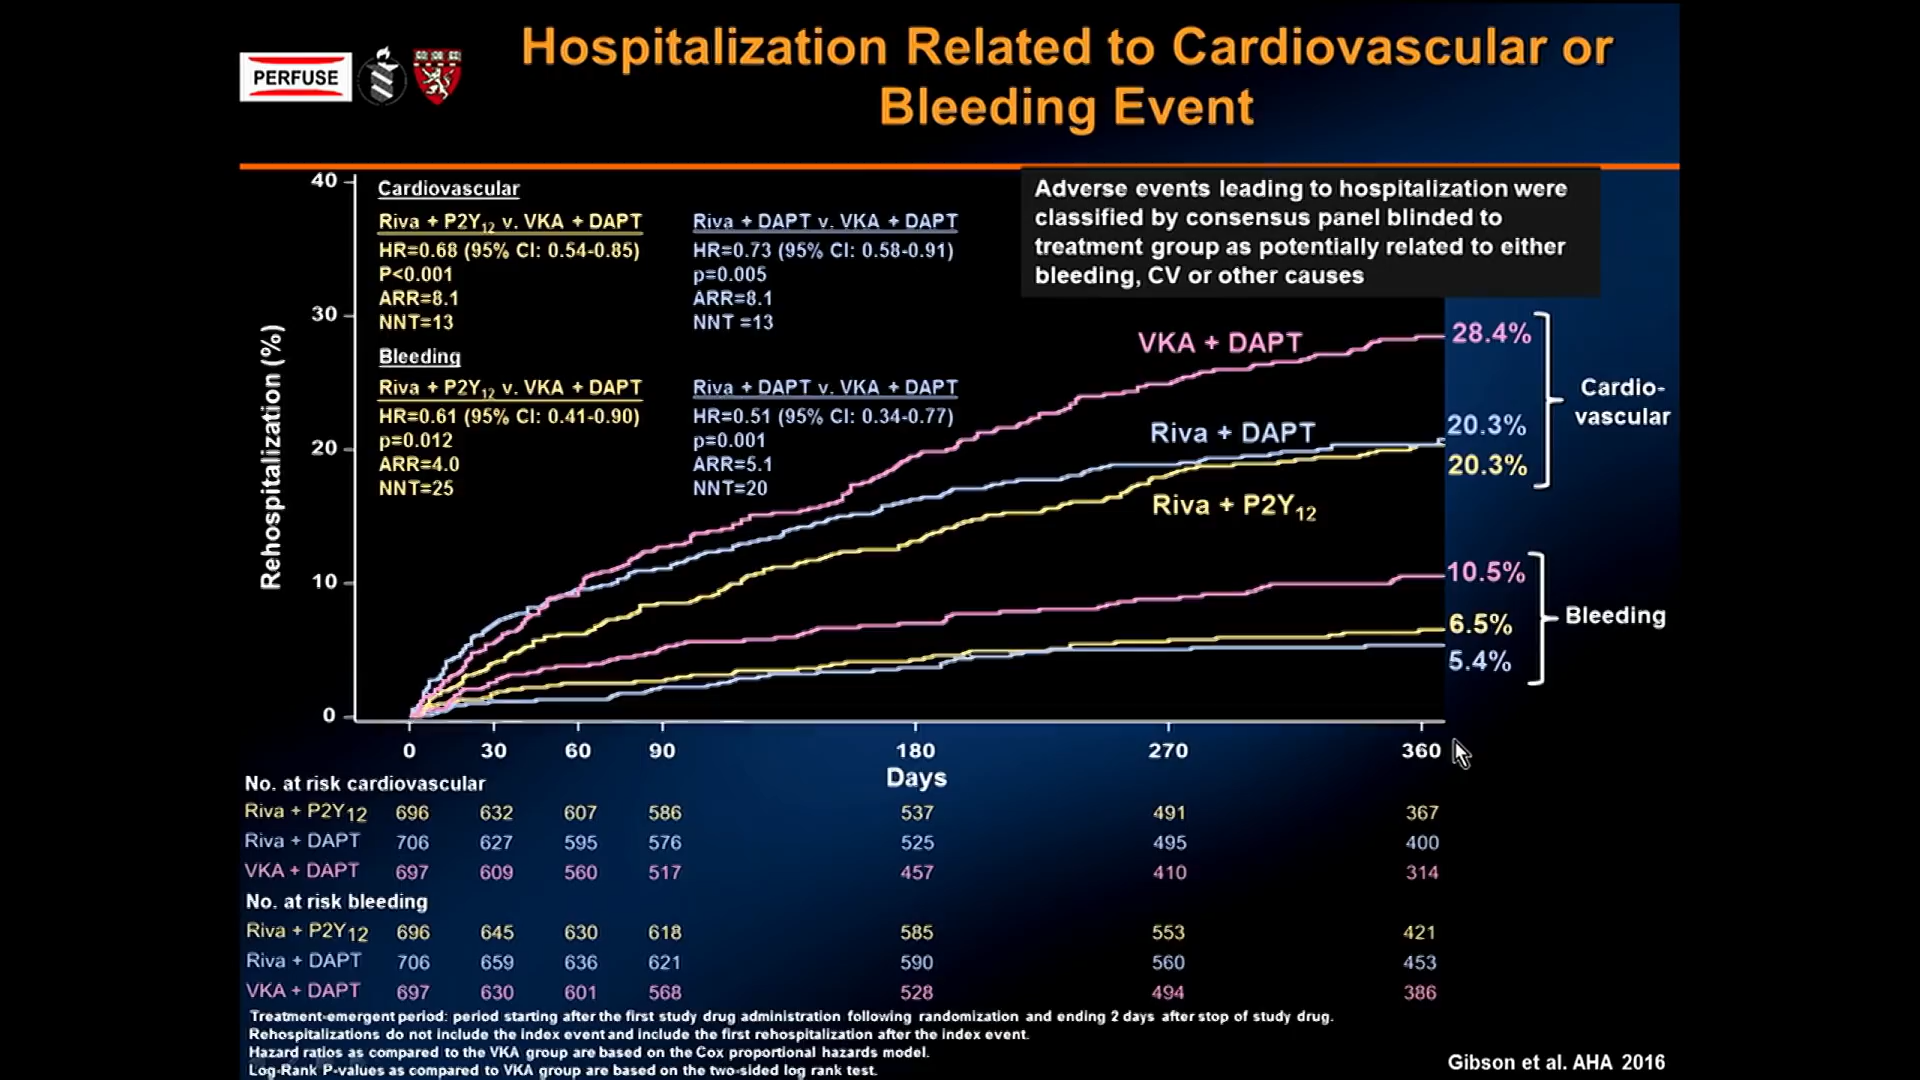 PERFUSE
Hospitalization Related to Cardiovascular or
Bleeding Event
Adverse events leading to hospitalization were
classified by consensus panel blinded to
treatment group as potentially related to either
bleeding, CV or other causes
Cardiovascular
Riva + P2Y12 v. VKA + DAPT
HR=0.68 (95% CI: 0.54-0.85)
P<0.001
ARR=8.1
NNT=13
Riva + DAPT v. VKA + DAPT
HR=0.73 (95% CI: 0.58-0.91)
p=0.005
ARR=8.1
NNT =13
Bleeding
Riva + P2Y12 v. VKA + DAPT
HR=0.61 (95% CI: 0.41-0.90)
p=0.012
ARR=4.0
NNT=25
Riva + DAPT v. VKA + DAPT
HR=0.51 (95% CI: 0.34-0.77)
p=0.001
ARR=5.1
NNT=20
Rehospitalization (%)
40
30
20
10
0
VKA + DAPT
Riva + DAPT
Riva + P2Y12
28.4%
20.3%
20.3%
Cardio-
vascular
10.5%
6.5%
5.4%
Bleeding
0 30 60 90 180 270 360
Days
No. at risk cardiovascular
Riva + P2Y12 696 632 607 586 537 491 367
Riva + DAPT 706 627 595 576 525 495 400
VKA + DAPT 697 609 560 517 457 410 314
No. at risk bleeding
Riva + P2Y12 696 645 630 618 585 553 421
Riva + DAPT 706 659 636 621 590 560 453
VKA + DAPT 697 630 601 568 528 494 386
Treatment-emergent period: period starting after the first study drug administration following randomization and ending 2 days after stop of study drug.
Rehospitalizations do not include the index event and include the first rehospitalization after the index event.
Hazard ratios as compared to the VKA group are based on the Cox proportional hazards model.
Log-Rank P-values as compared to VKA group are based on the two-sided log rank test.
Gibson et al. AHA 2016